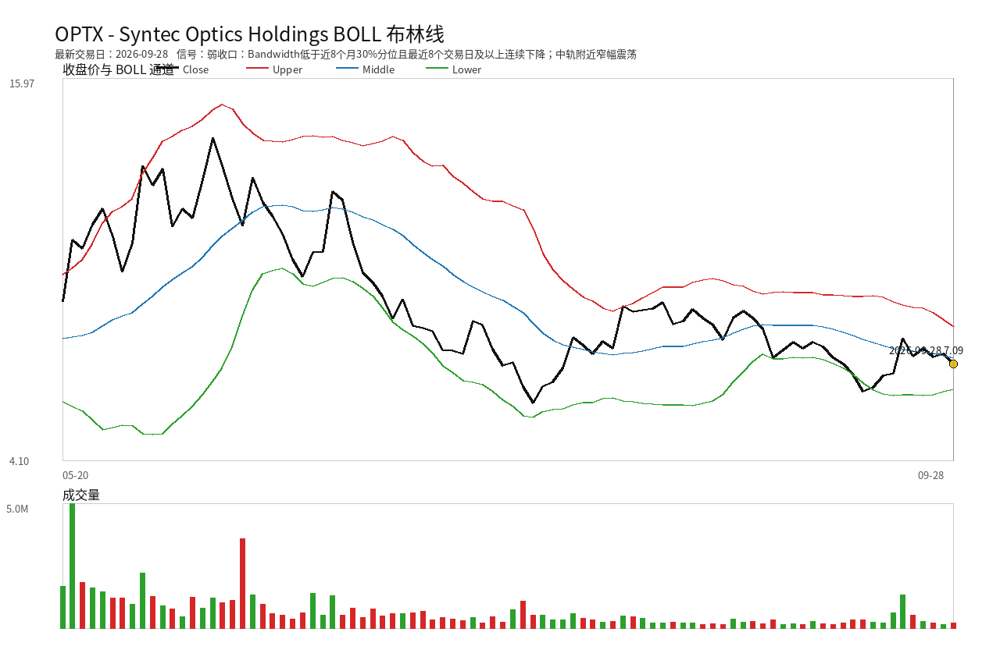 OPTX - Syntec Optics Holdings BOLL 布林线
最新交易日：2026-09-28 信号：弱收口：Bandwidth低于近8个月30%分位且最近8个交易日及以上连续下降；中轨附近窄幅震荡
收盘价与 BOLL 通道 Close Upper Middle Lower
15.97
2026-09-28 7.09
4.10
05-20 09-28
成交量
5.0M